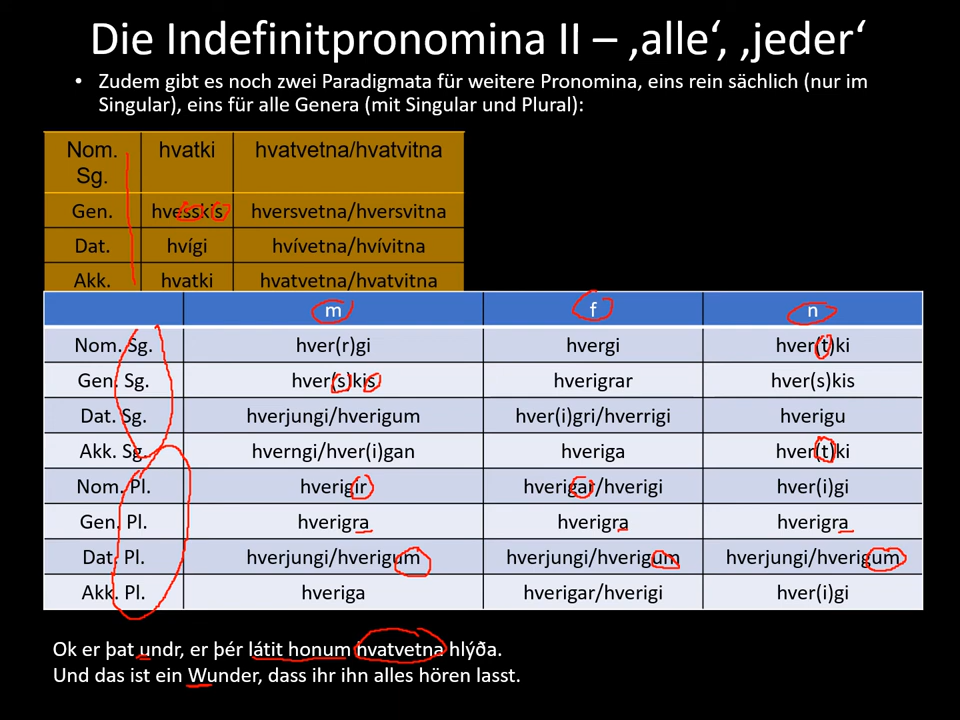 Die Indefinitpronomina II – ‚alle‘, ‚jeder‘
• Zudem gibt es noch zwei Paradigmata für weitere Pronomina, eins rein sächlich (nur im
Singular), eins für alle Genera (mit Singular und Plural):
Nom. Sg. hvatki hvatvetna/hvatvitna
Gen. hvesskis hversvetna/hversvitna
Dat. hvígi hvívetna/hvívitna
Akk. hvatki hvatvetna/hvatvitna
m f n
Nom. Sg. hver(r)gi hvergi hver(t)ki
Gen. Sg. hver(s)kis hverigrar hver(s)kis
Dat. Sg. hverjungi/hverigum hver(i)gri/hverrigi hverigu
Akk. Sg. hverngi/hver(i)gan hveriga hver(t)ki
Nom. Pl. hverigir hverigar/hverigi hver(i)gi
Gen. Pl. hverigra hverigra hverigra
Dat. Pl. hverjungi/hverigum hverjungi/hverigum hverjungi/hverigum
Akk. Pl. hveriga hverigar/hverigi hver(i)gi
Ok er þat undr, er þér látit honum hvatvetna hlýða.
Und das ist ein Wunder, dass ihr ihn alles hören lasst.